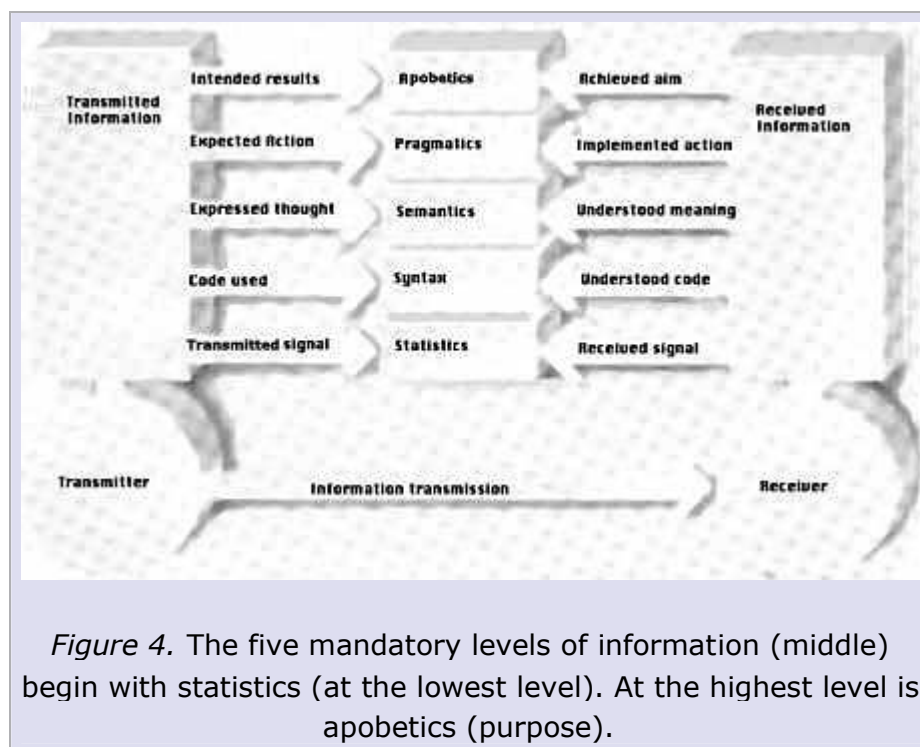 Intended results
Apobetics
Achieved aim
Transmitted
Information
Received
Information
Expected Action
Pragmatics
Implemented action
Expressed thought
Semantics
Understood meaning
Code used
Syntax
Understood code
Transmitted signal
Statistics
Received signal
Transmitter
Information transmission
Receiver
Figure 4. The five mandatory levels of information (middle)
begin with statistics (at the lowest level). At the highest level is
apobetics (purpose).